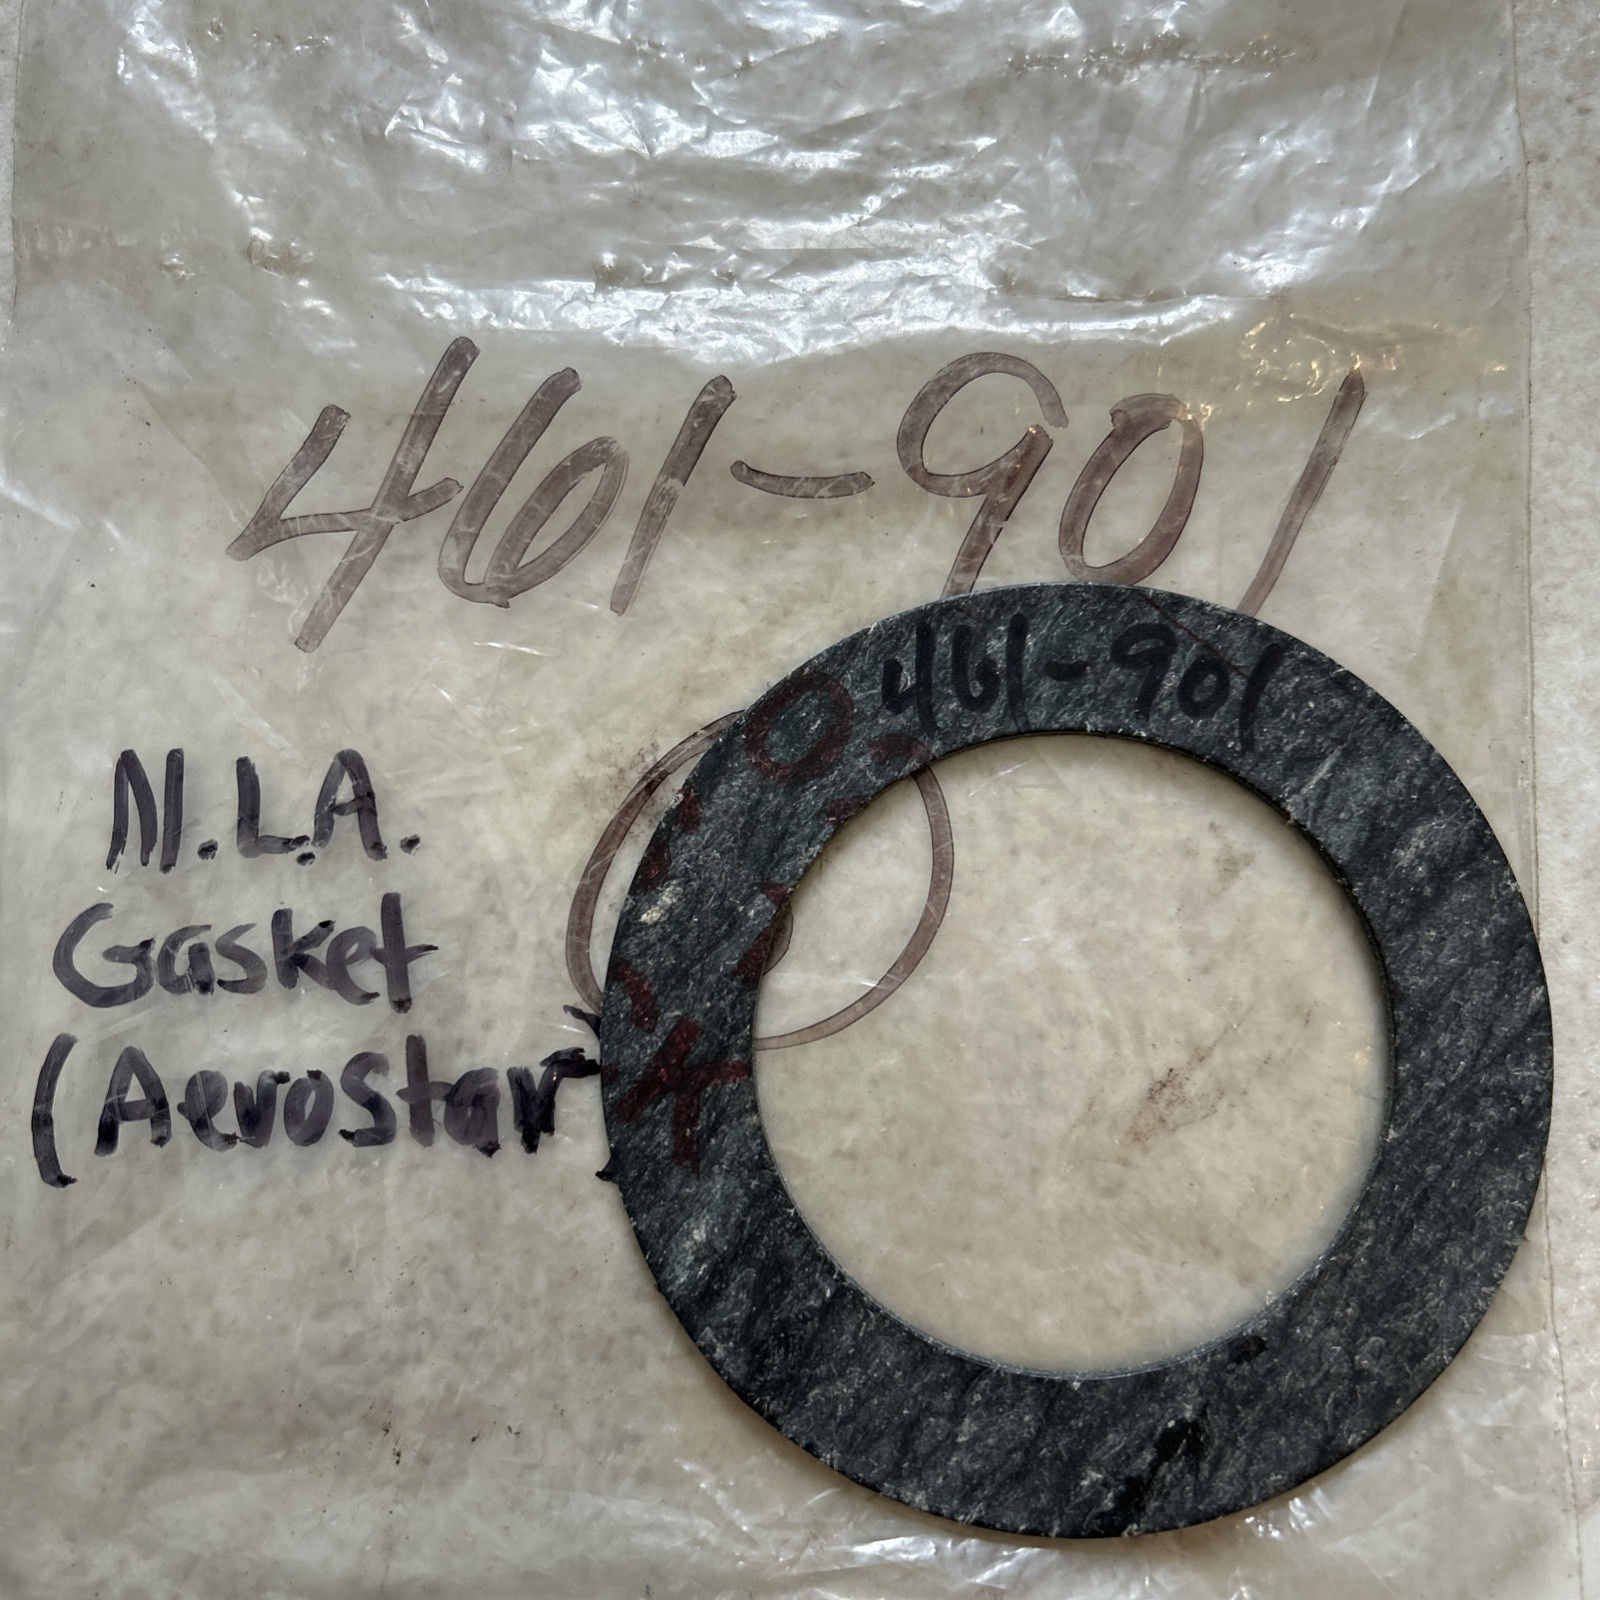 461-901
461-901
N.L.A.
Gasket
(Aerostar)